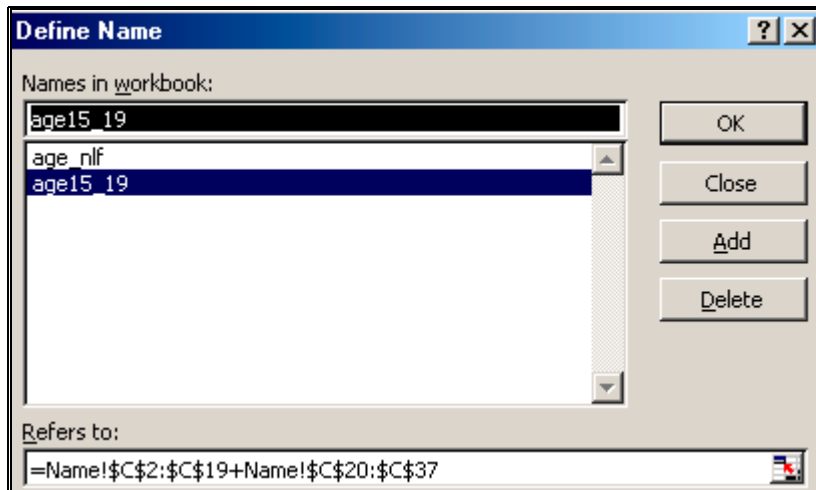 Define Name
Names in workbook:
age15_19
OK
age_nlf
age15_19
Close
Add
Delete
Refers to:
=Name!$C$2:$C$19+Name!$C$20:$C$37